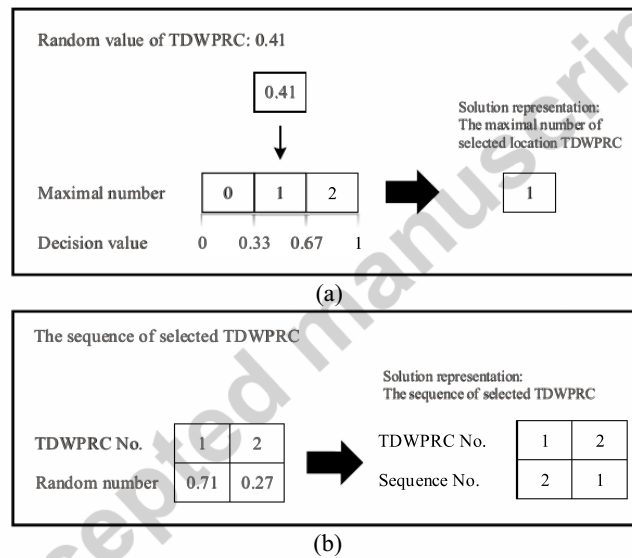 Random value of TDWPRC: 0.41
0.41
Solution representation:
The maximal number of
selected location TDWPRC
Maximal number 0 1 2
1
Decision value 0 0.33 0.67 1
(a)
The sequence of selected TDWPRC
Solution representation:
The sequence of selected TDWPRC
TDWPRC No. 1 2 TDWPRC No. 1 2
Random number 0.71 0.27 Sequence No. 2 1
(b)
epted manuscrip